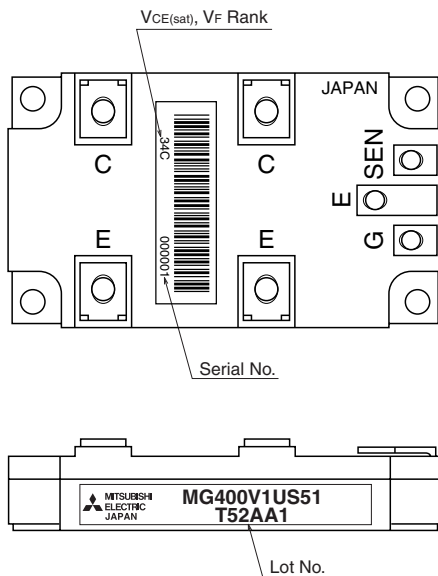 VCE(sat), VF Rank
JAPAN
C
C
SEN
E
G
34C
000001
E
E
Serial No.
MITSUBISHI
ELECTRIC
JAPAN
MG400V1US51
T52AA1
Lot No.